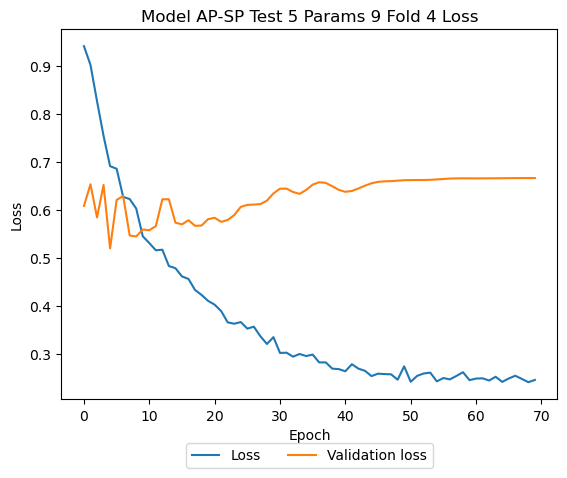 Model AP-SP Test 5 Params 9 Fold 4 Loss
0.9
0.8
0.7
0.6
0.5
0.4
0.3
Loss
0 10 20 30 40 50 60 70
Epoch
Loss Validation loss